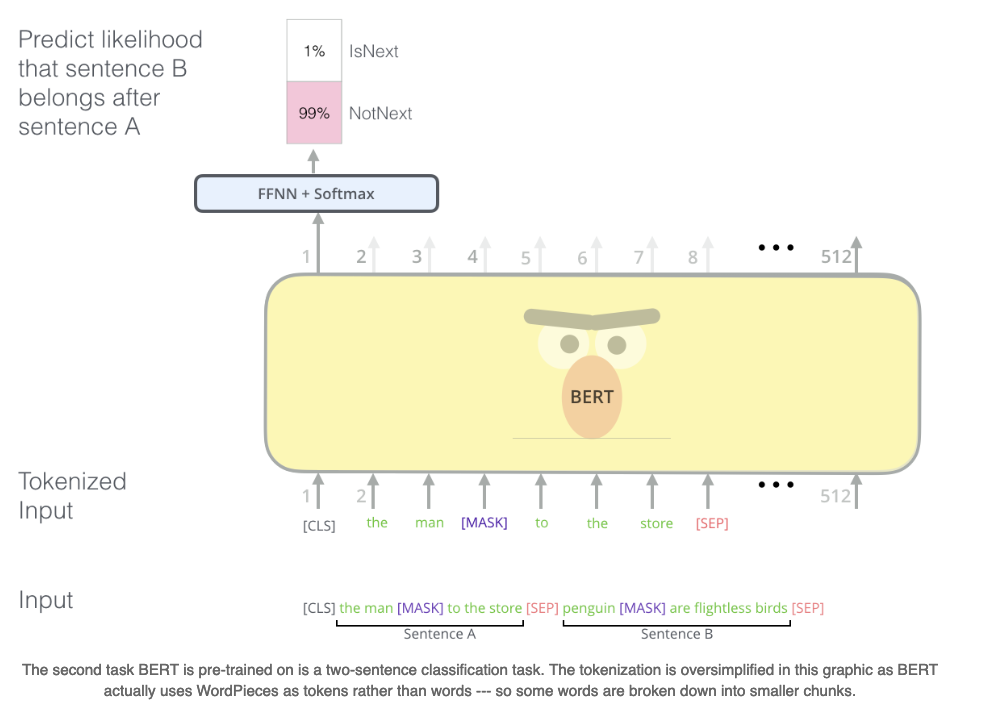 Predict likelihood
that sentence B
belongs after
sentence A
1% IsNext
99% NotNext
FFNN + Softmax
1 2 3 4 5 6 7 8 ••• 512
BERT
Tokenized
Input
1 2 ••• 512
[CLS] the man [MASK] to the store [SEP]
Input
[CLS] the man [MASK] to the store [SEP] penguin [MASK] are flightless birds [SEP]
Sentence A Sentence B
The second task BERT is pre-trained on is a two-sentence classification task. The tokenization is oversimplified in this graphic as BERT
actually uses WordPieces as tokens rather than words --- so some words are broken down into smaller chunks.